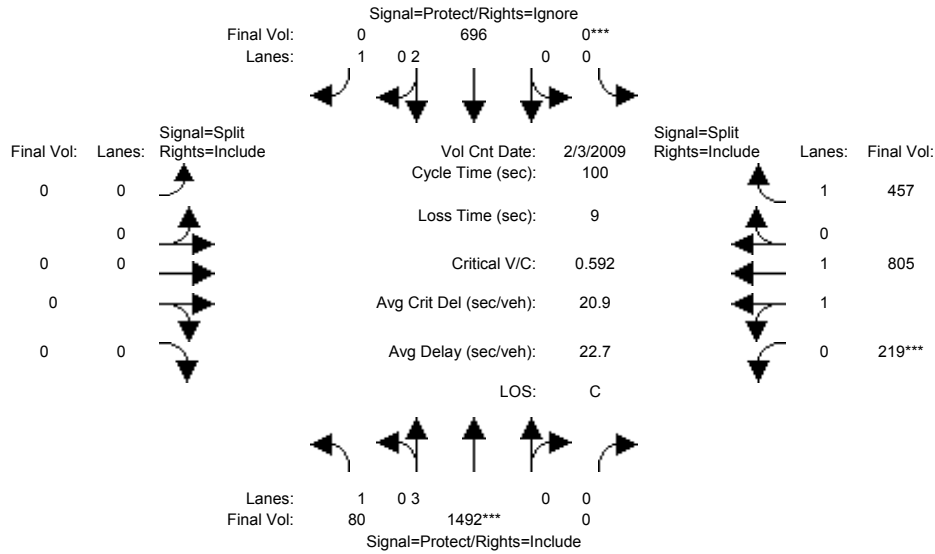 Signal=Protect/Rights=Ignore
Final Vol: 0 696 0***
Lanes: 1 0 2 0 0
Signal=Split Signal=Split
Final Vol: Lanes: Rights=Include Vol Cnt Date: 2/3/2009 Rights=Include Lanes: Final Vol:
Cycle Time (sec): 100
0 0 1 457
Loss Time (sec): 9
0 0
0 0 Critical V/C: 0.592 1 805
0 Avg Crit Del (sec/veh): 20.9 1
0 0 Avg Delay (sec/veh): 22.7 0 219***
LOS: C
Lanes: 1 0 3 0 0
Final Vol: 80 1492*** 0
Signal=Protect/Rights=Include